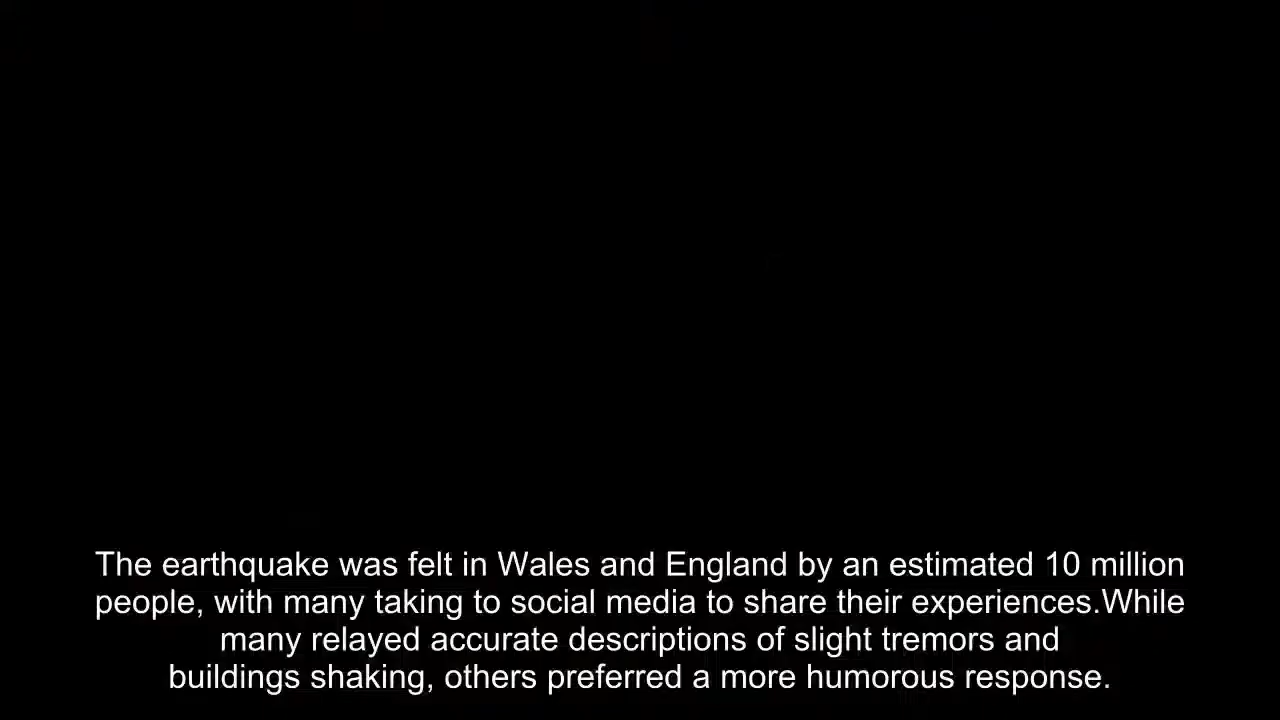 The earthquake was felt in Wales and England by an estimated 10 million
people, with many taking to social media to share their experiences.While
many relayed accurate descriptions of slight tremors and
buildings shaking, others preferred a more humorous response.